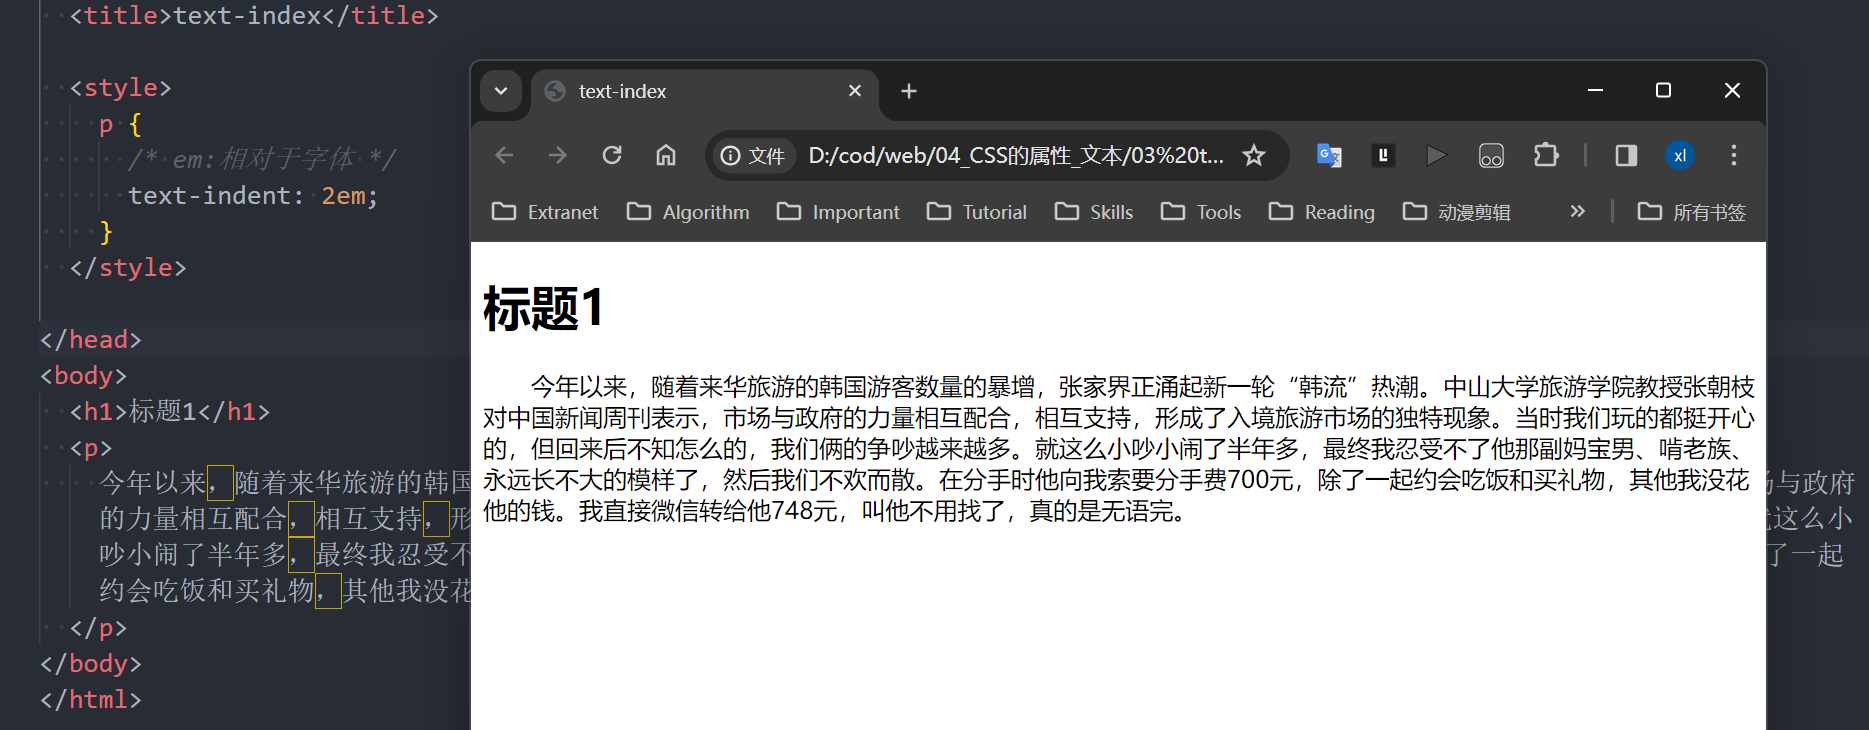 <title>text-index</title>
<style>
p {
/* em:相对于字体 */
text-indent: 2em;
}
</style>
</head>
<body>
<h1>标题1</h1>
<p>
今年以来，随着来华旅游的韩国
场与政府
的力量相互配合，相互支持，形
这么小
吵小闹了半年多，最终我忍受不
了一起
约会吃饭和买礼物，其他我没花
</p>
</body>
</html>
text-index
文件
D:/cod/web/04_CSS的属性_文本/03%20t...
xl
Extranet
Algorithm
Important
Tutorial
Skills
Tools
Reading
动漫剪辑
所有书签
标题1
今年以来，随着来华旅游的韩国游客数量的暴增，张家界正涌起新一轮“韩流”热潮。中山大学旅游学院教授张朝枝
对中国新闻周刊表示，市场与政府的力量相互配合，相互支持，形成了入境旅游市场的独特现象。当时我们玩的都挺开心
的，但回来后不知怎么的，我们俩的争吵越来越多。就这么小吵小闹了半年多，最终我忍受不了他那副妈宝男、啃老族、
永远长不大的模样了，然后我们不欢而散。在分手时他向我索要分手费700元，除了一起约会吃饭和买礼物，其他我没花
他的钱。我直接微信转给他748元，叫他不用找了，真的是无语完。